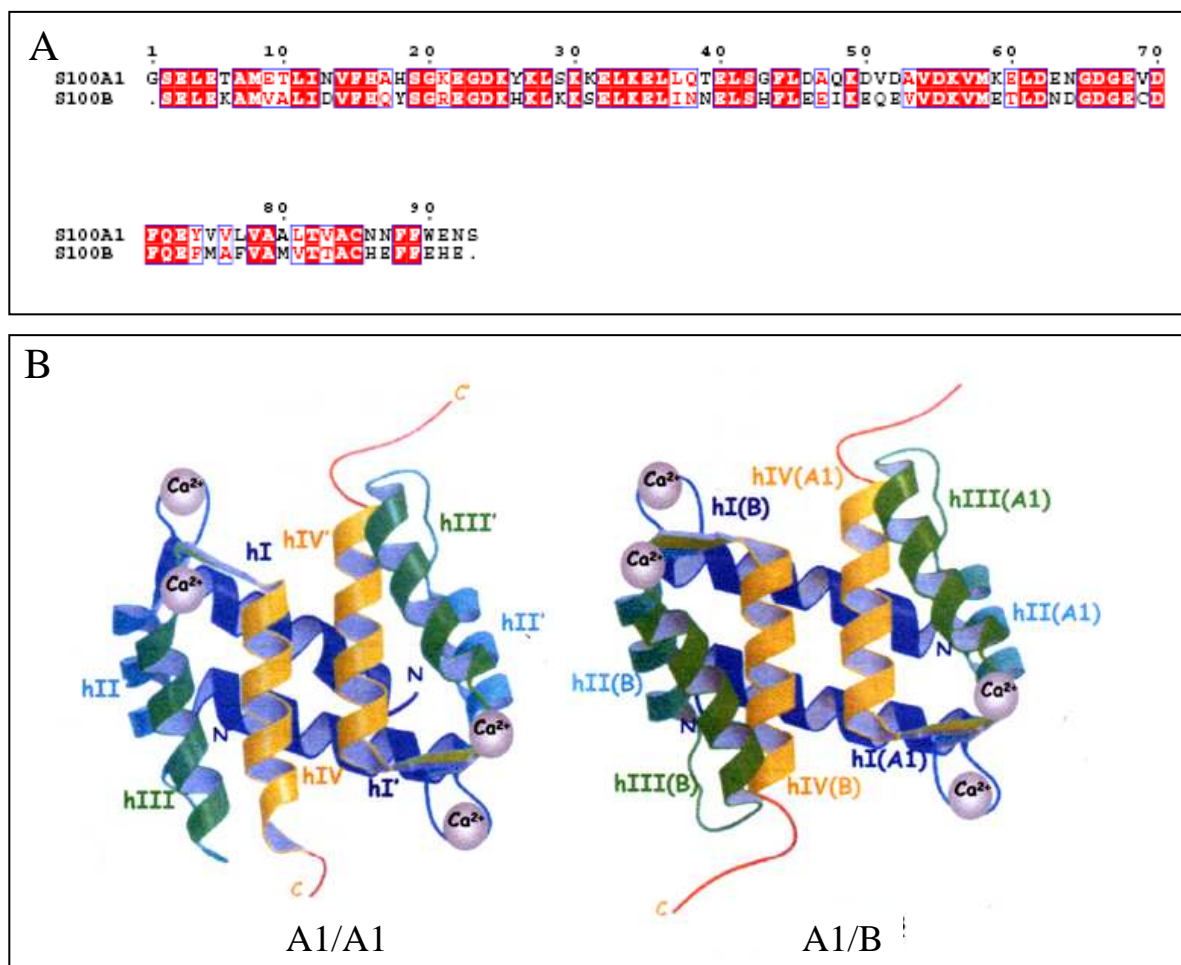 A
1 10 20 30 40 50 60 70
S100A1 GSELETAMETLINVFHAHSGKEGDKYKLSKKELKELLQTELSGFLDAQKDVDAVDKVMKELDENGDGEVD
S100B .SELEKAMVALIDVFHQYSGREGDKHKLKKSELKELINNELSHFLEEIKEQEVVDKVMETLDNDGDGECD
80 90
S100A1 FQEYVVLVAALTVACNNFFWENS
S100B FQEFMAFVAMVTTACHEFFEHE.
B
C
Ca2+
hI
hIV'
hIII'
Ca2+
hII'
hII
N
N
Ca2+
hIII
hIV
hI'
Ca2+
C
A1/A1
Ca2+
hIV(A1)
hI(B)
hIII(A1)
Ca2+
hII(A1)
N
hII(B)
Ca2+
N
hI(A1)
hIII(B)
hIV(B)
Ca2+
C
A1/B